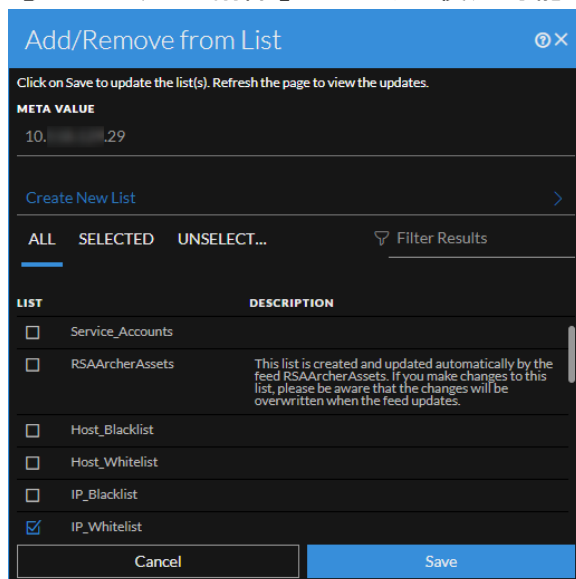 Add/Remove from List
Click on Save to update the list(s). Refresh the page to view the updates.
META VALUE
10. .29
Create New List
ALL SELECTED UNSELECT... Filter Results
LIST DESCRIPTION
Service_Accounts
RSAArcherAssets This list is created and updated automatically by the
feed RSAArcherAssets. If you make changes to this
list, please be aware that the changes will be
overwritten when the feed updates.
Host_Blacklist
Host_Whitelist
IP_Blacklist
IP_Whitelist
Cancel Save